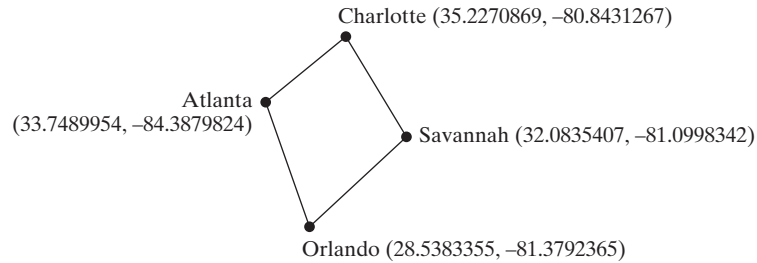 Charlotte (35.2270869, –80.8431267)
Atlanta
(33.7489954, –84.3879824)
Savannah (32.0835407, –81.0998342)
Orlando (28.5383355, –81.3792365)